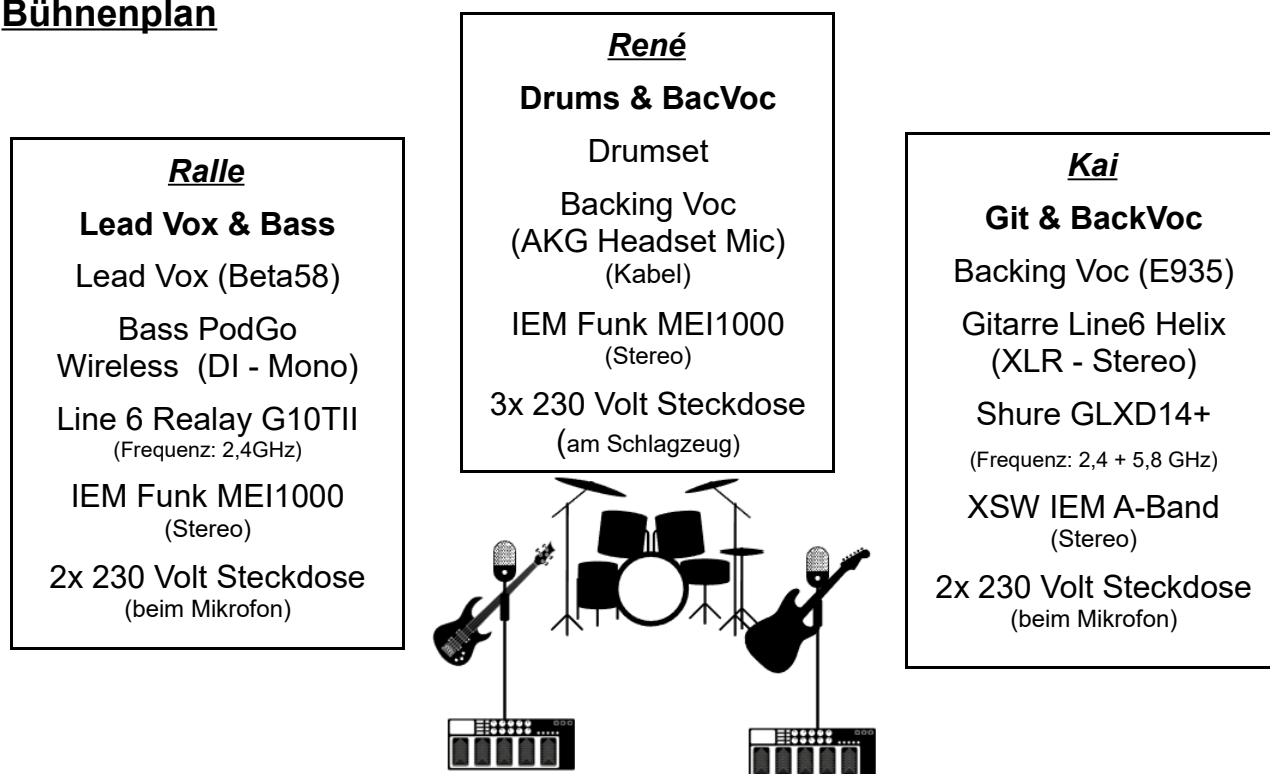 Bühnenplan
Ralle
Lead Vox & Bass
Lead Vox (Beta58)
Bass PodGo
Wireless (DI - Mono)
Line 6 Realay G10TII
(Frequenz: 2,4GHz)
IEM Funk MEI1000
(Stereo)
2x 230 Volt Steckdose
(beim Mikrofon)
René
Drums & BacVoc
Drumset
Backing Voc
(AKG Headset Mic)
(Kabel)
IEM Funk MEI1000
(Stereo)
3x 230 Volt Steckdose
(am Schlagzeug)
Kai
Git & BackVoc
Backing Voc (E935)
Gitarre Line6 Helix
(XLR - Stereo)
Shure GLXD14+
(Frequenz: 2,4 + 5,8 GHz)
XSW IEM A-Band
(Stereo)
2x 230 Volt Steckdose
(beim Mikrofon)